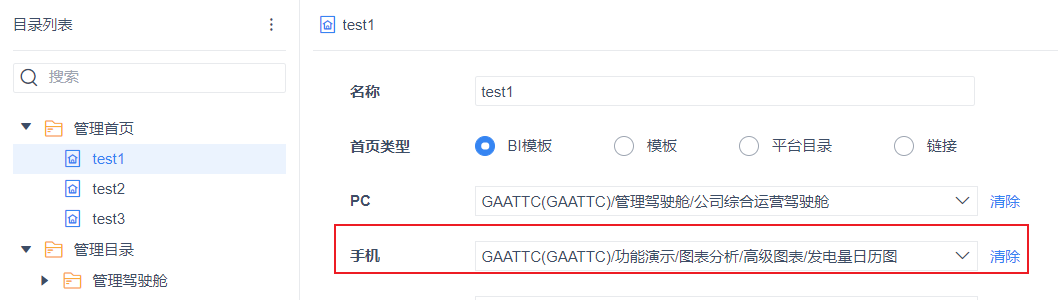 目录列表
搜索
管理首页
test1
test2
test3
管理目录
管理驾驶舱
test1
名称 test1
首页类型 BI模板 模板 平台目录 链接
PC GAATTC(GAATTC)/管理驾驶舱/公司综合运营驾驶舱 清除
手机 GAATTC(GAATTC)/功能演示/图表分析/高级图表/发电量日历图 清除